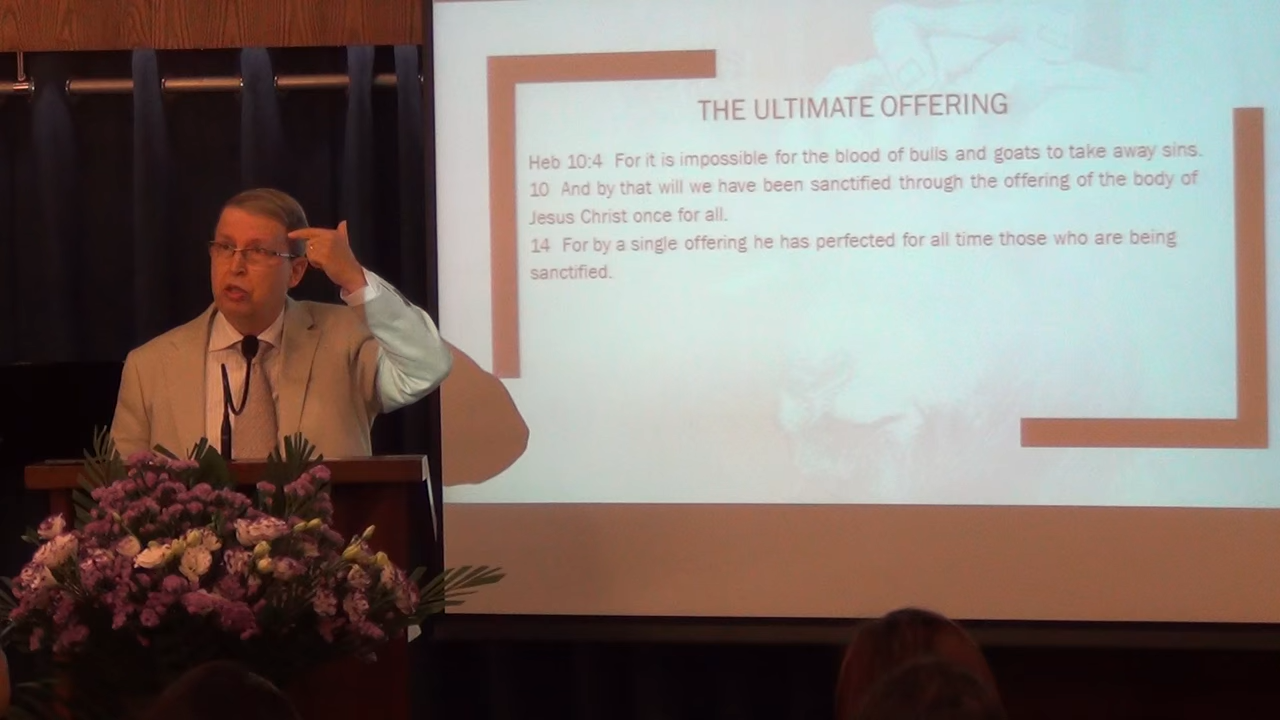 THE ULTIMATE OFFERING
Heb 10:4 For it is impossible for the blood of bulls and goats to take away sins.
10 And by that will we have been sanctified through the offering of the body of
Jesus Christ once for all.
14 For by a single offering he has perfected for all time those who are being
sanctified.